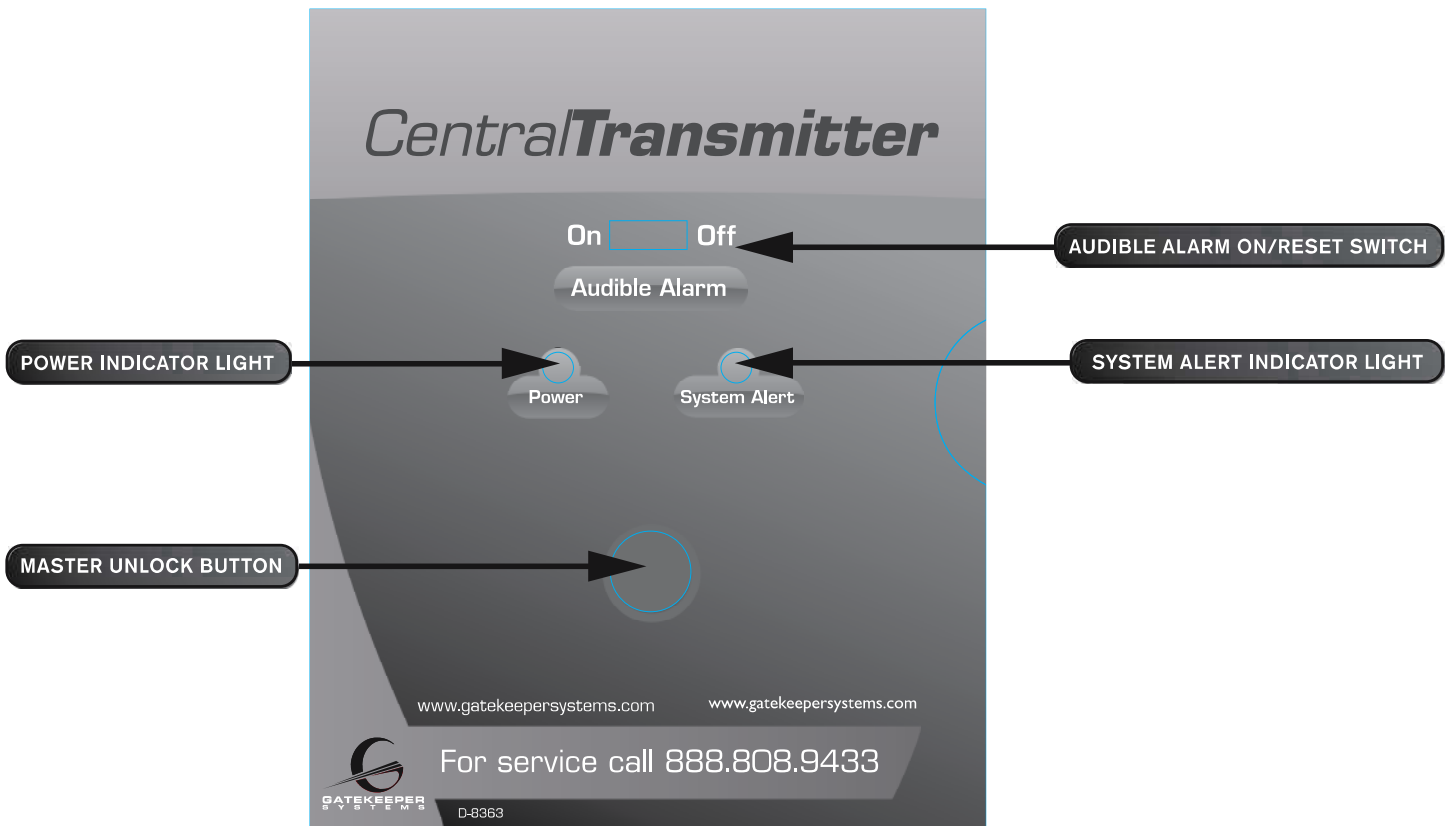 CentralTransmitter
On Off
AUDIBLE ALARM ON/RESET SWITCH
Audible Alarm
POWER INDICATOR LIGHT
SYSTEM ALERT INDICATOR LIGHT
Power
System Alert
MASTER UNLOCK BUTTON
www.gatekeepersystems.com
www.gatekeepersystems.com
For service call 888.808.9433
GATEKEEPER
SYSTEMS
D-8363